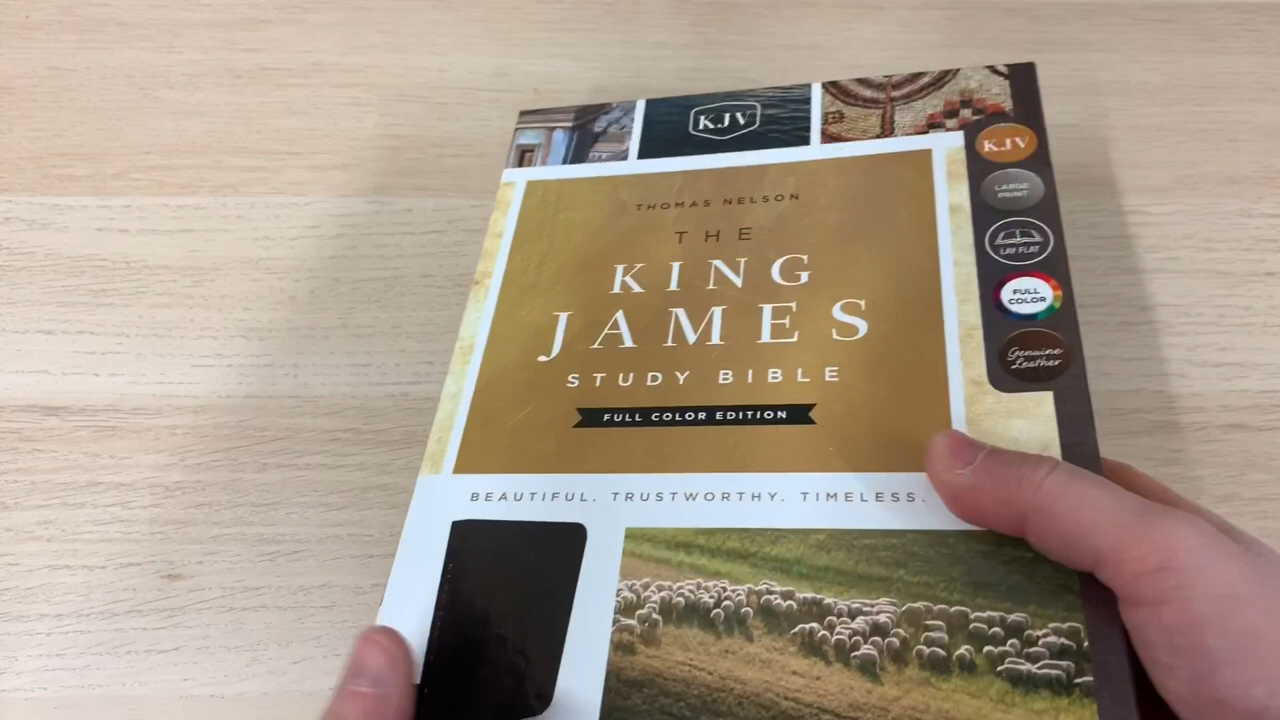 KJV
KJV
LARGE
PRINT
LAY FLAT
FULL
COLOR
Genuine
Leather
THOMAS NELSON
THE
KING
JAMES
STUDY BIBLE
FULL COLOR EDITION
BEAUTIFUL. TRUSTWORTHY. TIMELESS.